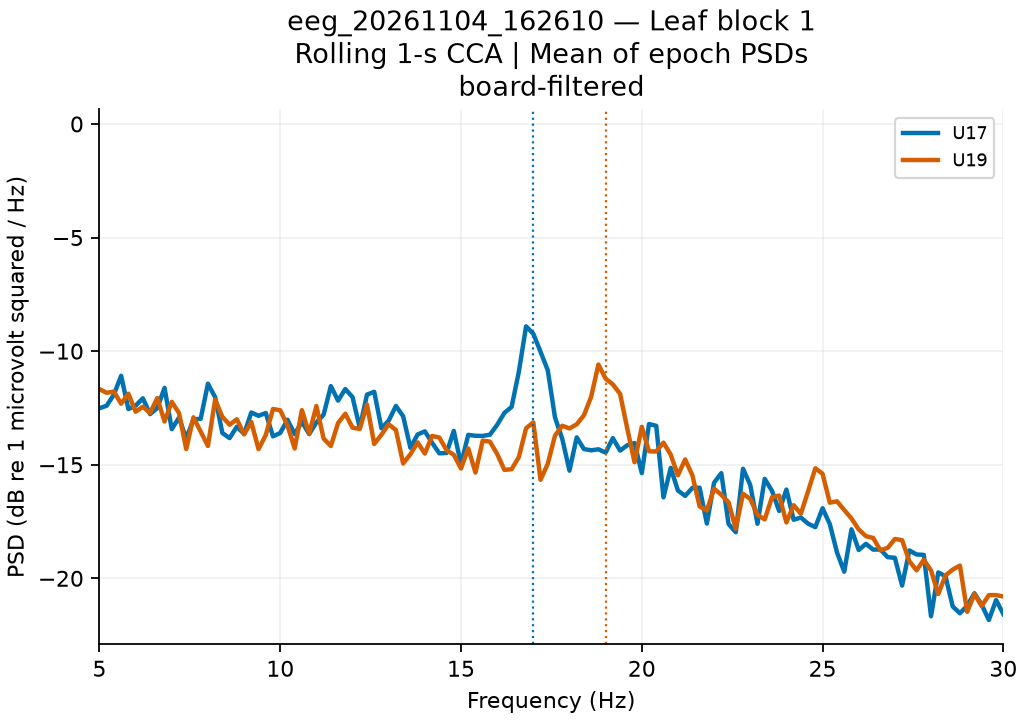 eeg_20261104_162610 — Leaf block 1
Rolling 1-s CCA | Mean of epoch PSDs
board-filtered
U17
U19
0
−5
−10
−15
−20
PSD (dB re 1 microvolt squared / Hz)
5
10
15
20
25
30
Frequency (Hz)